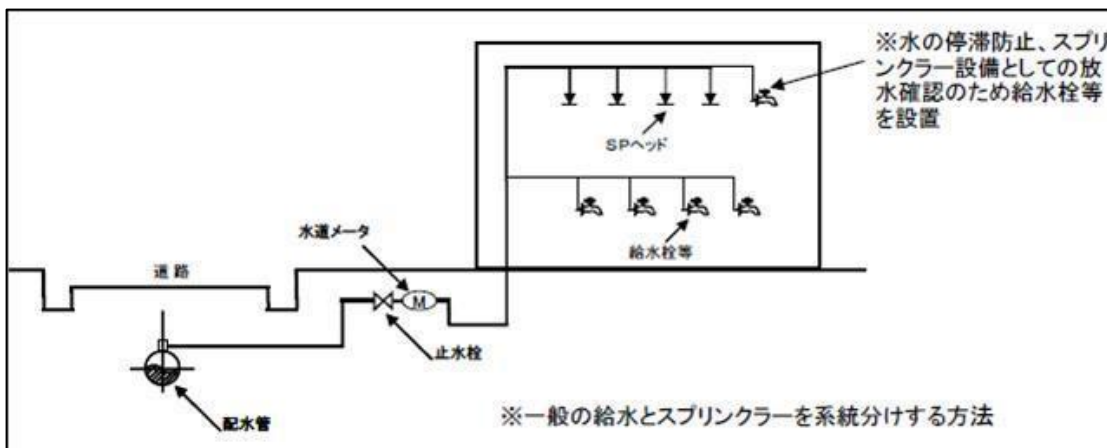 ※水の停滞防止、スプリ
ンクラー設備としての放
水確認のため給水栓等
を設置
SPヘッド
給水栓等
水道メータ
道路
M
止水栓
配水管
※一般の給水とスプリンクラーを系統分けする方法